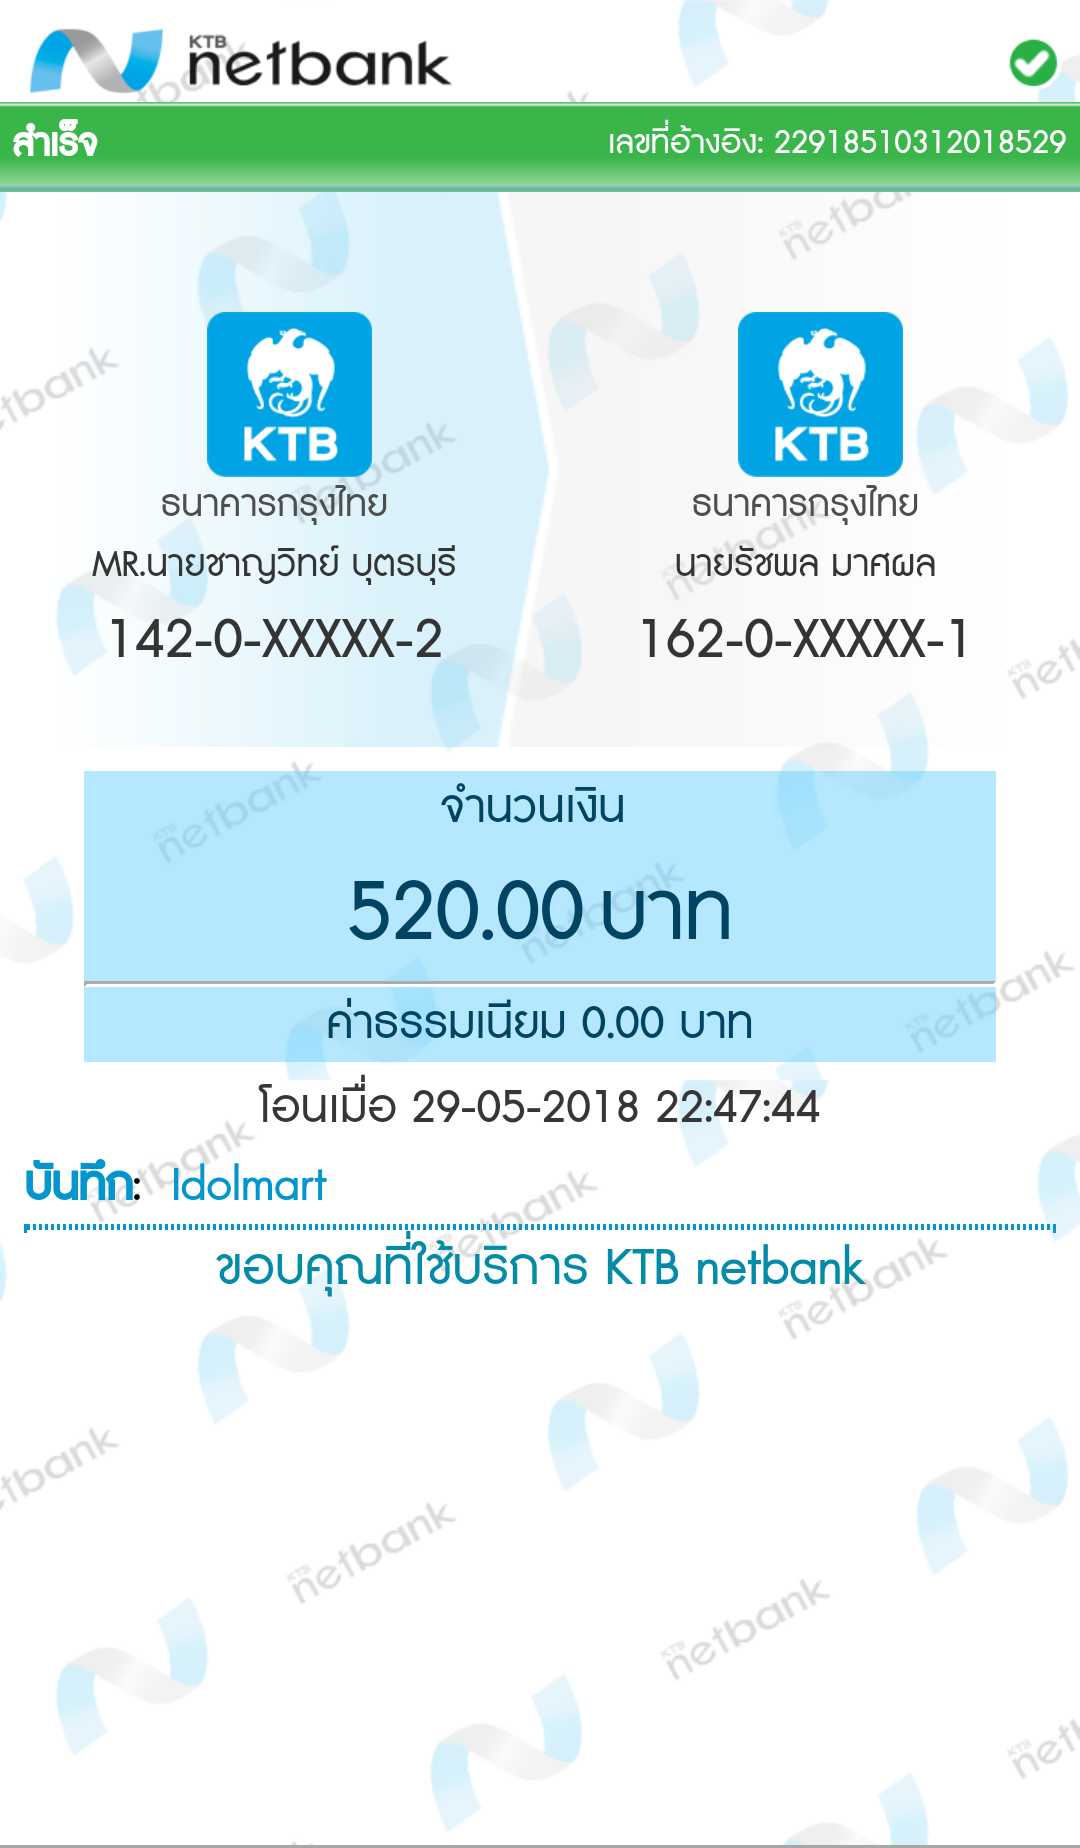 KTB
netbank
สำเร็จ
เลขที่อ้างอิง: 22918510312018529
KTB
KTB
ธนาคารกรุงไทย
ธนาคารกรุงไทย
MR.นายชาญวิทย์ บุตรบุรี
นายรัชพล มาศผล
142-0-XXXXX-2
162-0-XXXXX-1
จำนวนเงิน
520.00 บาท
ค่าธรรมเนียม 0.00 บาท
โอนเมื่อ 29-05-2018 22:47:44
บันทึก: Idolmart
ขอบคุณที่ใช้บริการ KTB netbank